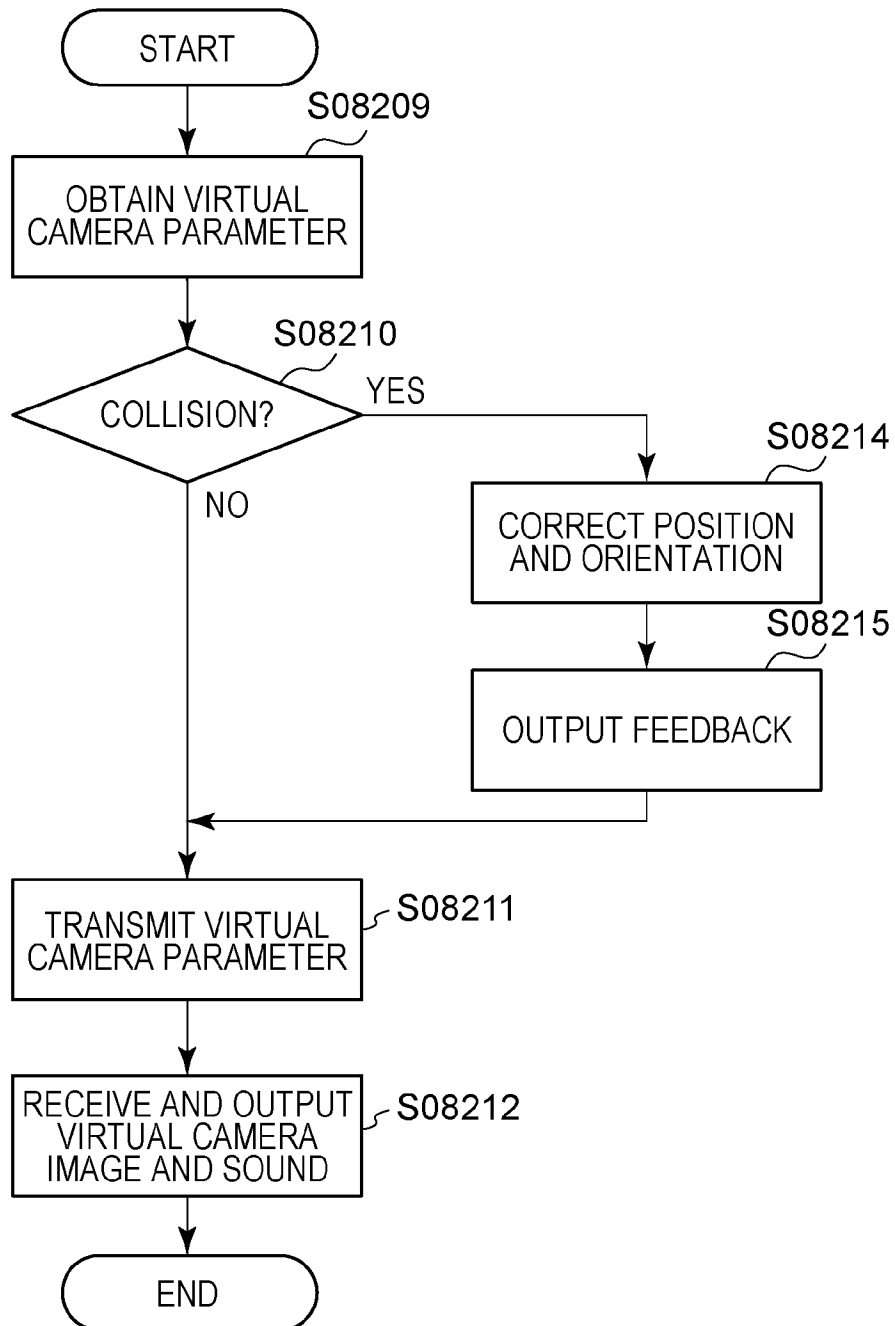 START
S08209
OBTAIN VIRTUAL
CAMERA PARAMETER
S08210
COLLISION?
YES
NO
S08214
CORRECT POSITION
AND ORIENTATION
S08215
OUTPUT FEEDBACK
TRANSMIT VIRTUAL
CAMERA PARAMETER
S08211
RECEIVE AND OUTPUT
VIRTUAL CAMERA
IMAGE AND SOUND
S08212
END